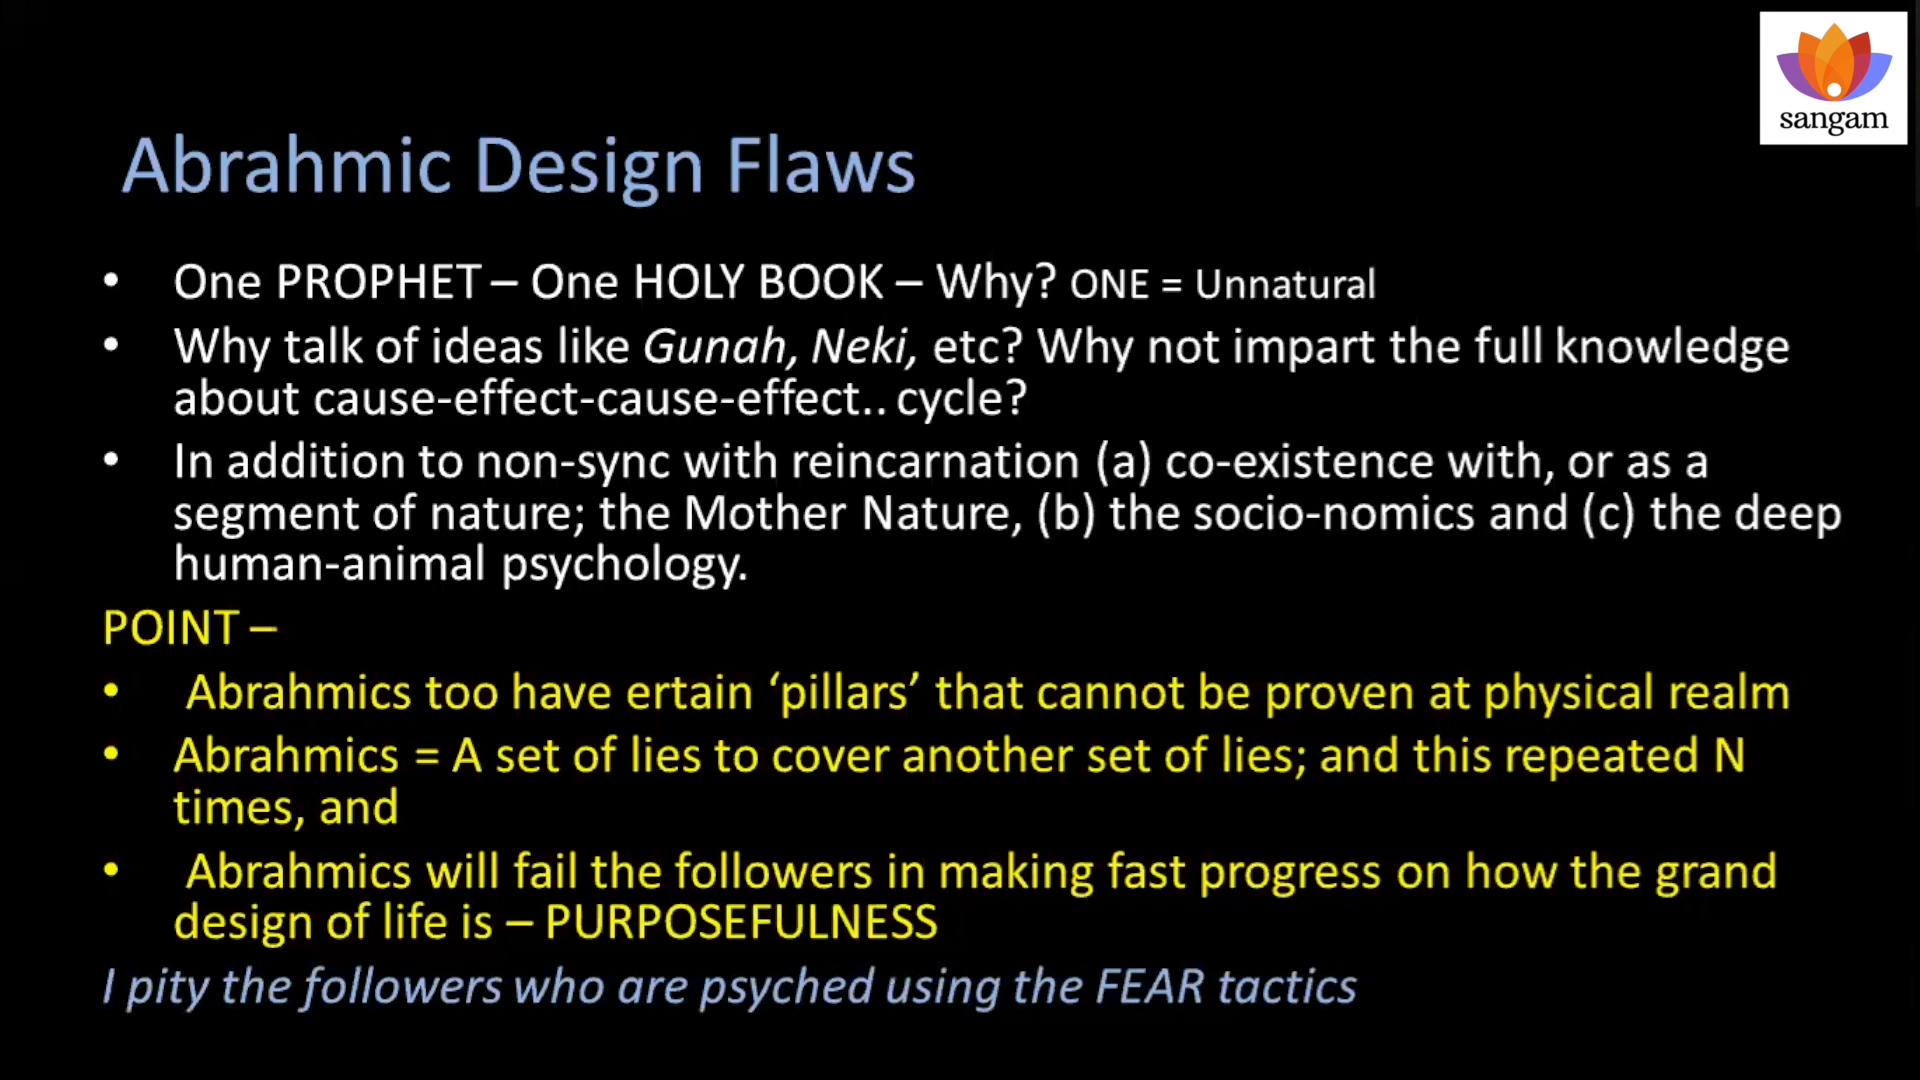 sangam
Abrahmic Design Flaws
• One PROPHET – One HOLY BOOK – Why? ONE = Unnatural
• Why talk of ideas like Gunah, Neki, etc? Why not impart the full knowledge
about cause-effect-cause-effect.. cycle?
• In addition to non-sync with reincarnation (a) co-existence with, or as a
segment of nature; the Mother Nature, (b) the socio-nomics and (c) the deep
human-animal psychology.
POINT –
• Abrahmics too have ertain ‘pillars’ that cannot be proven at physical realm
• Abrahmics = A set of lies to cover another set of lies; and this repeated N
times, and
• Abrahmics will fail the followers in making fast progress on how the grand
design of life is – PURPOSEFULNESS
I pity the followers who are psyched using the FEAR tactics